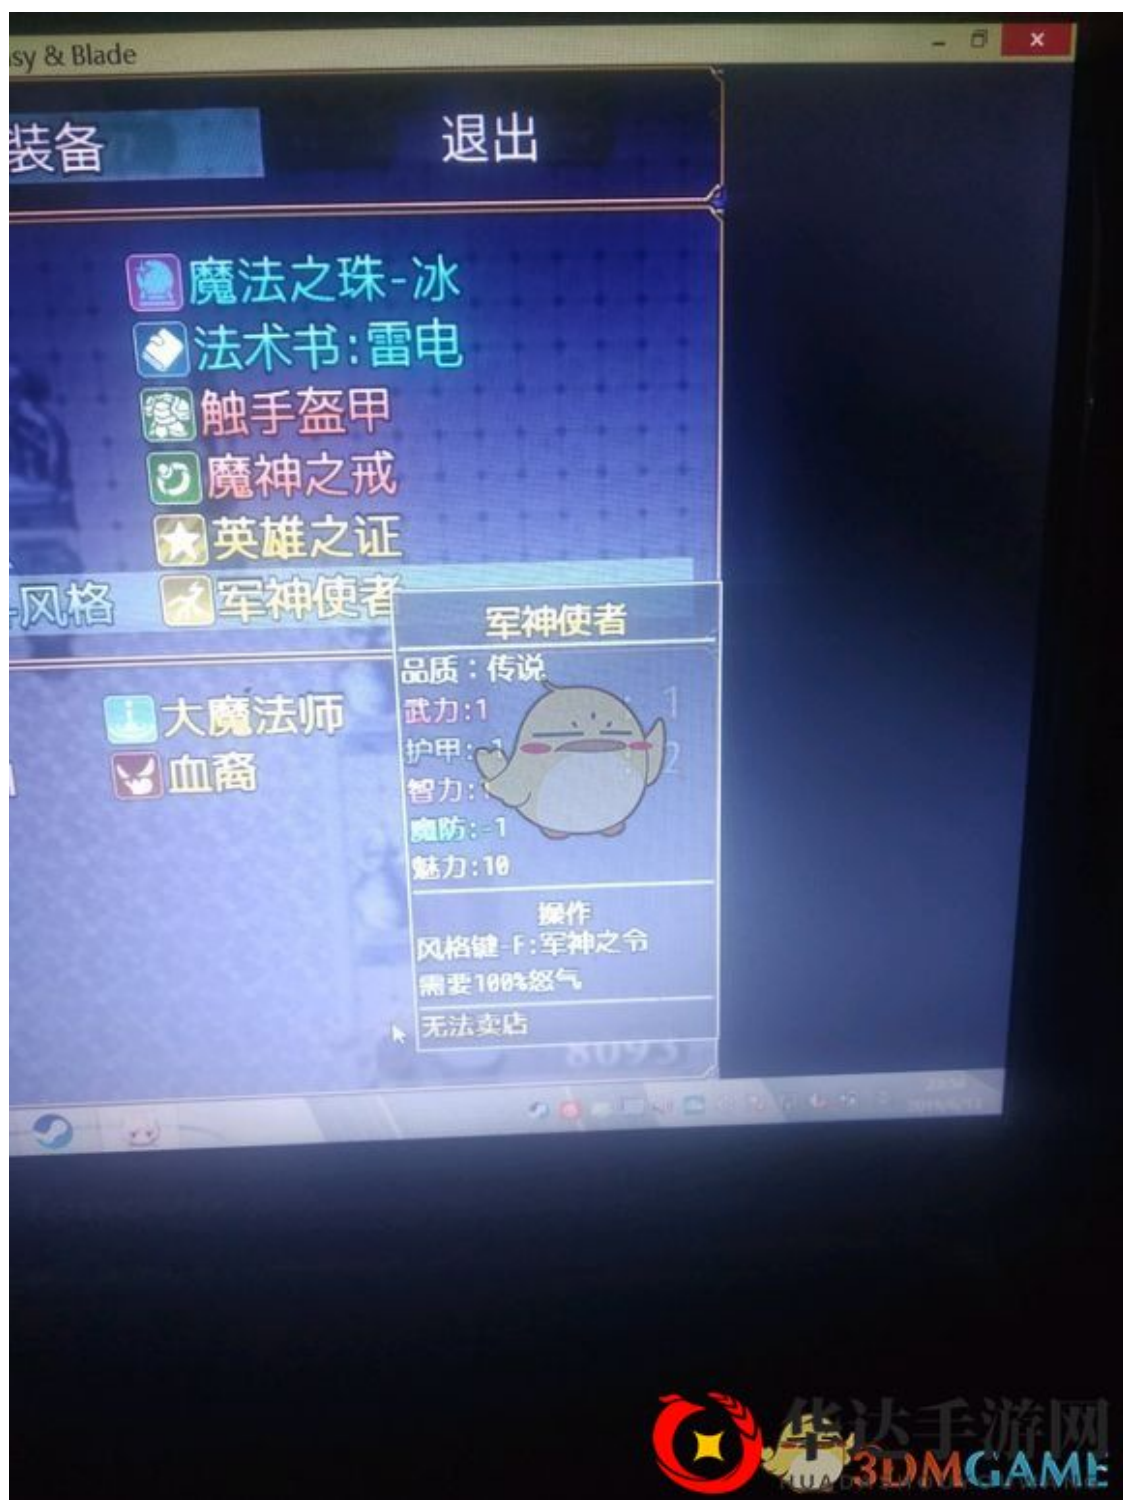 sy & Blade
装备
退出
魔法之珠-冰
法术书:雷电
触手盔甲
魔神之戒
英雄之证
风格
军神使者
军神使者
品质:传说
武力:1
护甲:
智力:
魔防:-1
魅力:10
操作
风格键-F:军神之令
需要100%怒气
无法卖店
大魔法师
血裔
8093
华达手游网
3DMGAME